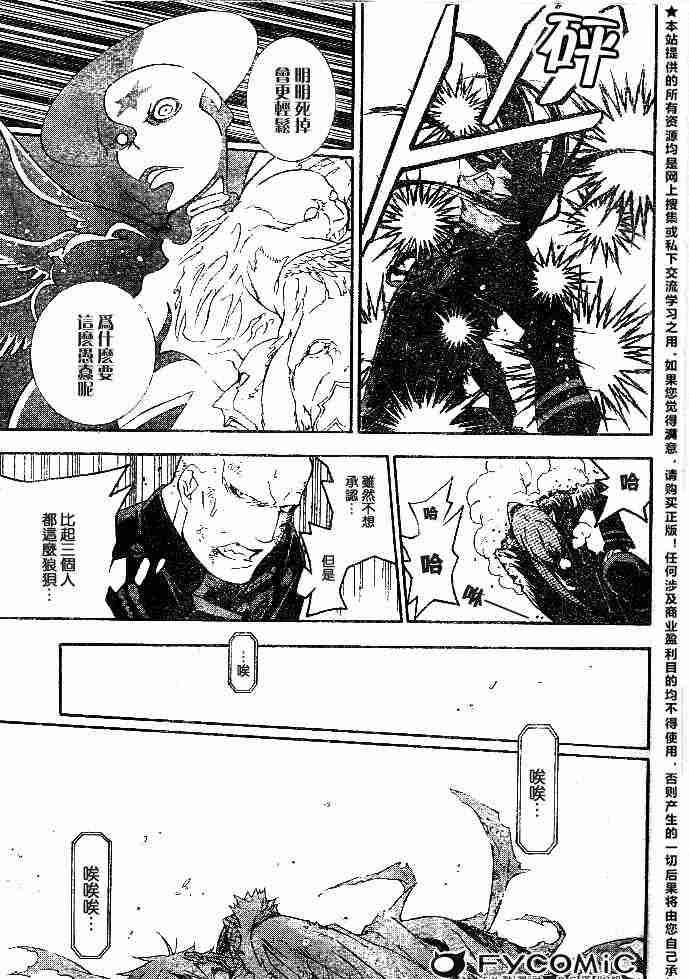 砰
明明死掉
會更輕鬆
爲什麼要
這麼愚蠢呢
哈
哈
哈
呦
雖然不想
承認…
但是
比起三個人
都這麼狼狽…
…唉
唉唉…
唉唉唉…
★本站提供的所有资源均是网上搜集或私下交流学习之用，如果您觉得满意，请购买正版！任何涉及商业盈利目的均不得使用，否则产生的一切后果将由您自己承
FYCOMiC